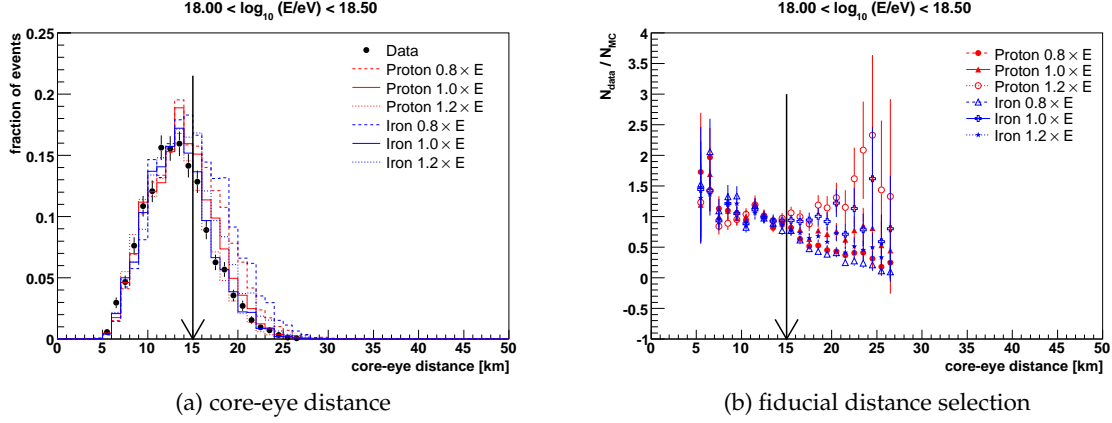 18.00 < log₁₀ (E/eV) < 18.50
fraction of events
0.25
0.2
0.15
0.1
0.05
0
Data
Proton 0.8× E
Proton 1.0× E
Proton 1.2× E
Iron 0.8× E
Iron 1.0× E
Iron 1.2× E
0 5 10 15 20 25 30 35 40 45 50
core-eye distance [km]
(a) core-eye distance
18.00 < log₁₀ (E/eV) < 18.50
N_data / N_MC
4
3.5
3
2.5
2
1.5
1
0.5
0
-0.5
-1
Proton 0.8× E
Proton 1.0× E
Proton 1.2× E
Iron 0.8× E
Iron 1.0× E
Iron 1.2× E
0 5 10 15 20 25 30 35 40 45 50
core-eye distance [km]
(b) fiducial distance selection